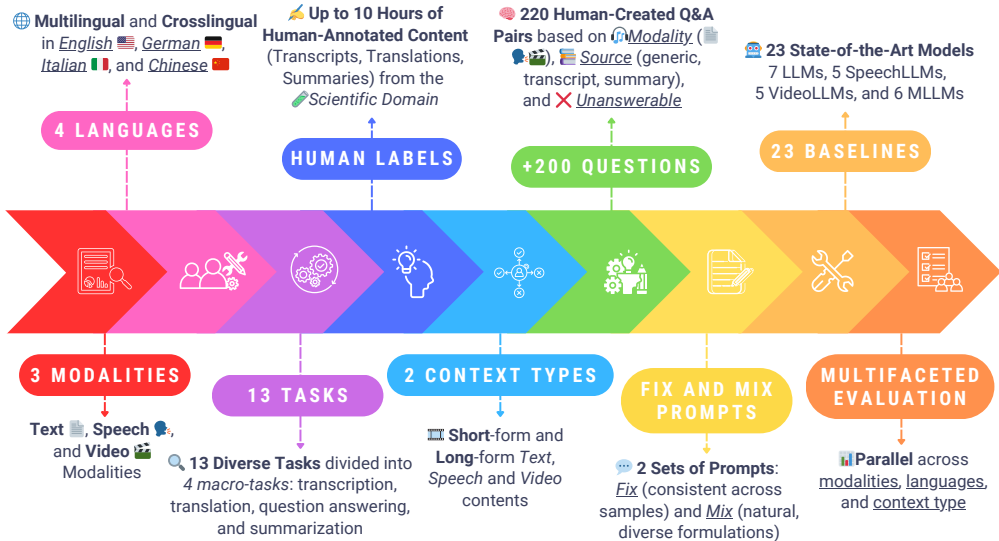 🌐 Multilingual and Crosslingual
in English 🇺🇸, German 🇩🇪,
Italian 🇮🇹, and Chinese 🇨🇳
4 LANGUAGES
✍️ Up to 10 Hours of
Human-Annotated Content
(Transcripts, Translations,
Summaries) from the
🧪Scientific Domain
HUMAN LABELS
🧠 220 Human-Created Q&A
Pairs based on 🎧Modality (📄
🗣️🎬), 📚 Source (generic,
transcript, summary),
and ❌ Unanswerable
+200 QUESTIONS
🤖 23 State-of-the-Art Models
7 LLMs, 5 SpeechLLMs,
5 VideoLLMs, and 6 MLLMs
23 BASELINES
3 MODALITIES
Text 📄, Speech 🗣️,
and Video 🎬
Modalities
13 TASKS
🔍 13 Diverse Tasks divided into
4 macro-tasks: transcription,
translation, question answering,
and summarization
2 CONTEXT TYPES
🎞️ Short-form and
Long-form Text,
Speech and Video
contents
FIX AND MIX
PROMPTS
💬 2 Sets of Prompts:
Fix (consistent across
samples) and Mix (natural,
diverse formulations)
MULTIFACETED
EVALUATION
📊Parallel across
modalities, languages,
and context type